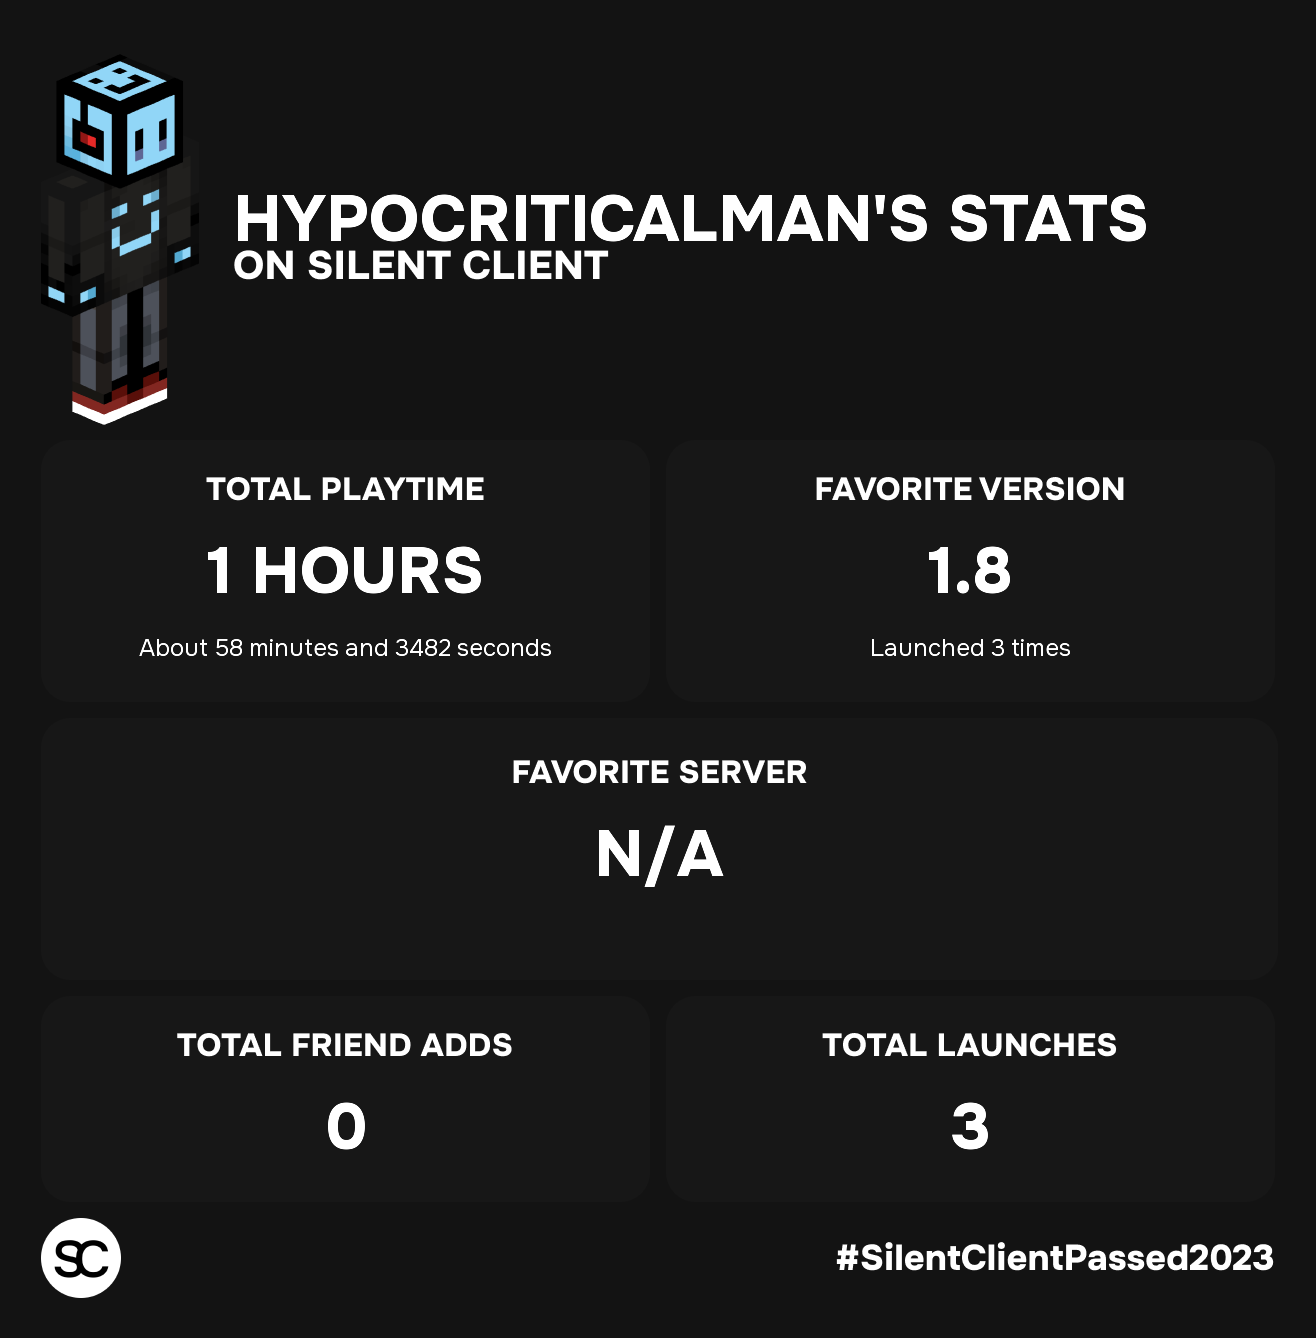 HYPOCRITICALMAN'S STATS
ON SILENT CLIENT
TOTAL PLAYTIME
1 HOURS
About 58 minutes and 3482 seconds
FAVORITE VERSION
1.8
Launched 3 times
FAVORITE SERVER
N/A
TOTAL FRIEND ADDS
0
TOTAL LAUNCHES
3
SC
#SilentClientPassed2023